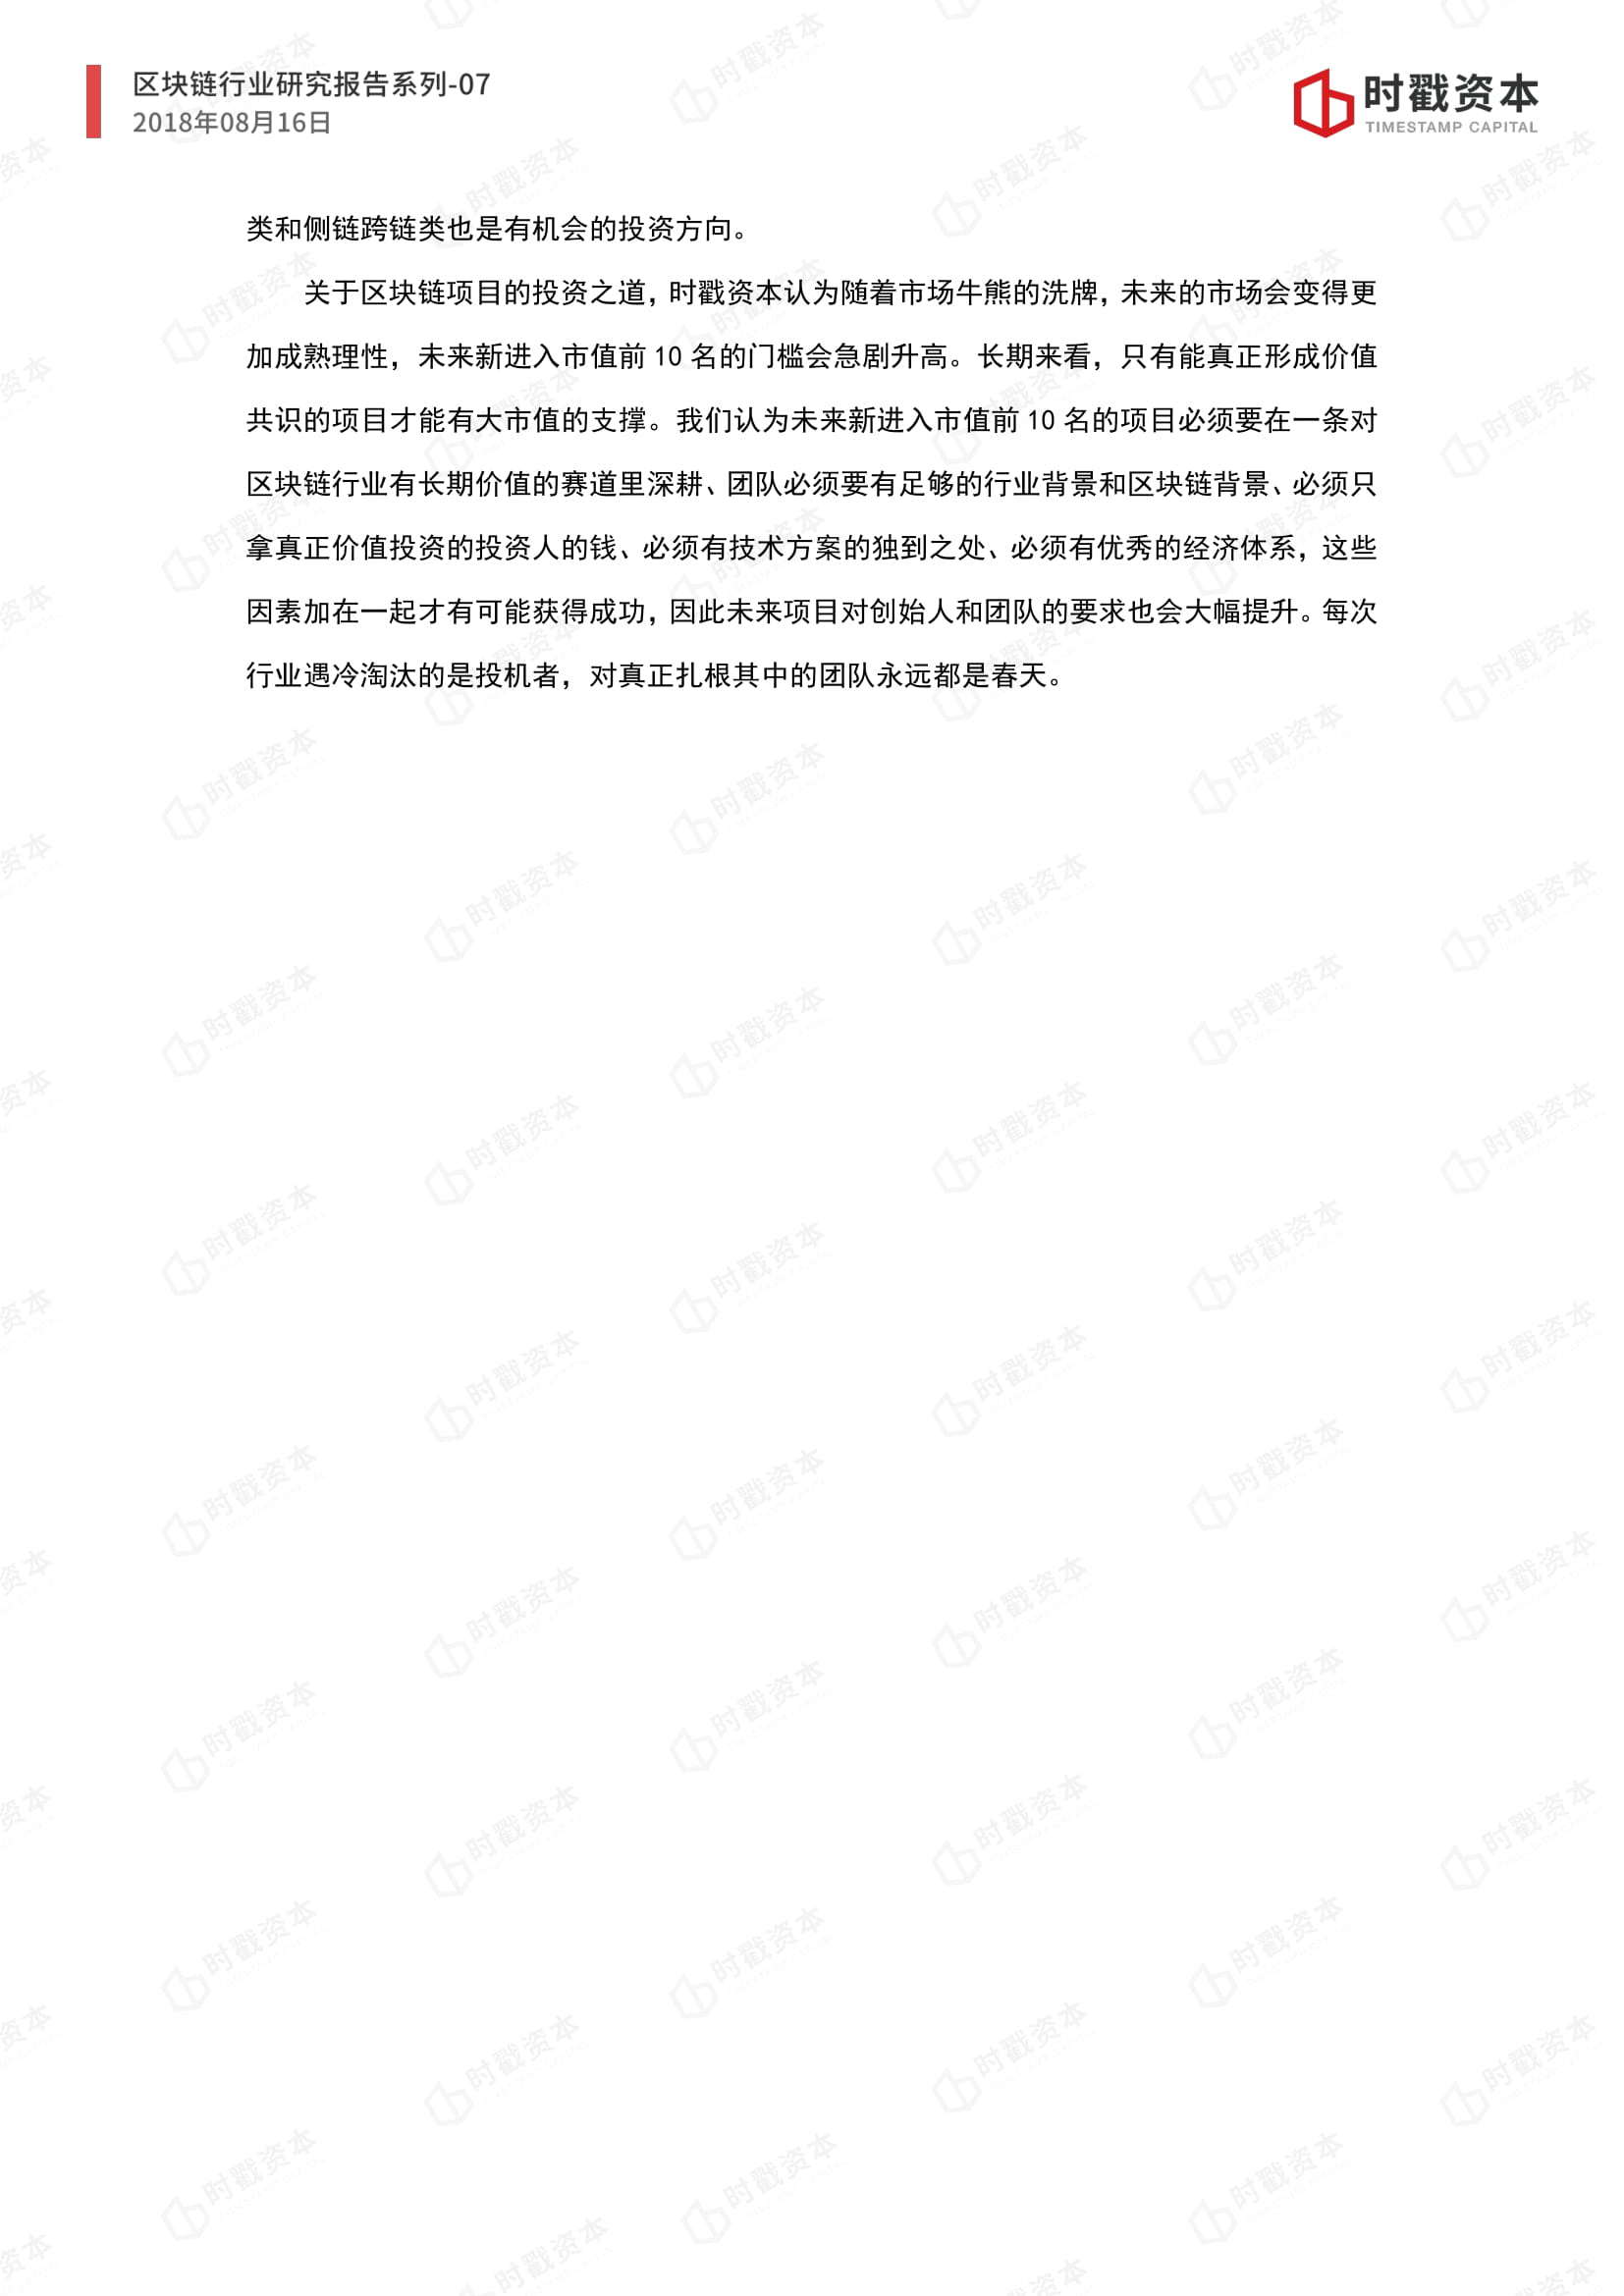 区块链行业研究报告系列-07
2018年08月16日
时戳资本
TIMESTAMP CAPITAL
类和侧链跨链类也是有机会的投资方向。
关于区块链项目的投资之道，时戳资本认为随着市场牛熊的洗牌，未来的市场会变得更
加成熟理性，未来新进入市值前 10 名的门槛会急剧升高。长期来看，只有能真正形成价值
共识的项目才能有大市值的支撑。我们认为未来新进入市值前 10 名的项目必须要在一条对
区块链行业有长期价值的赛道里深耕、团队必须要有足够的行业背景和区块链背景、必须只
拿真正价值投资的投资人的钱、必须有技术方案的独到之处、必须有优秀的经济体系，这些
因素加在一起才有可能获得成功，因此未来项目对创始人和团队的要求也会大幅提升。每次
行业遇冷淘汰的是投机者，对真正扎根其中的团队永远都是春天。